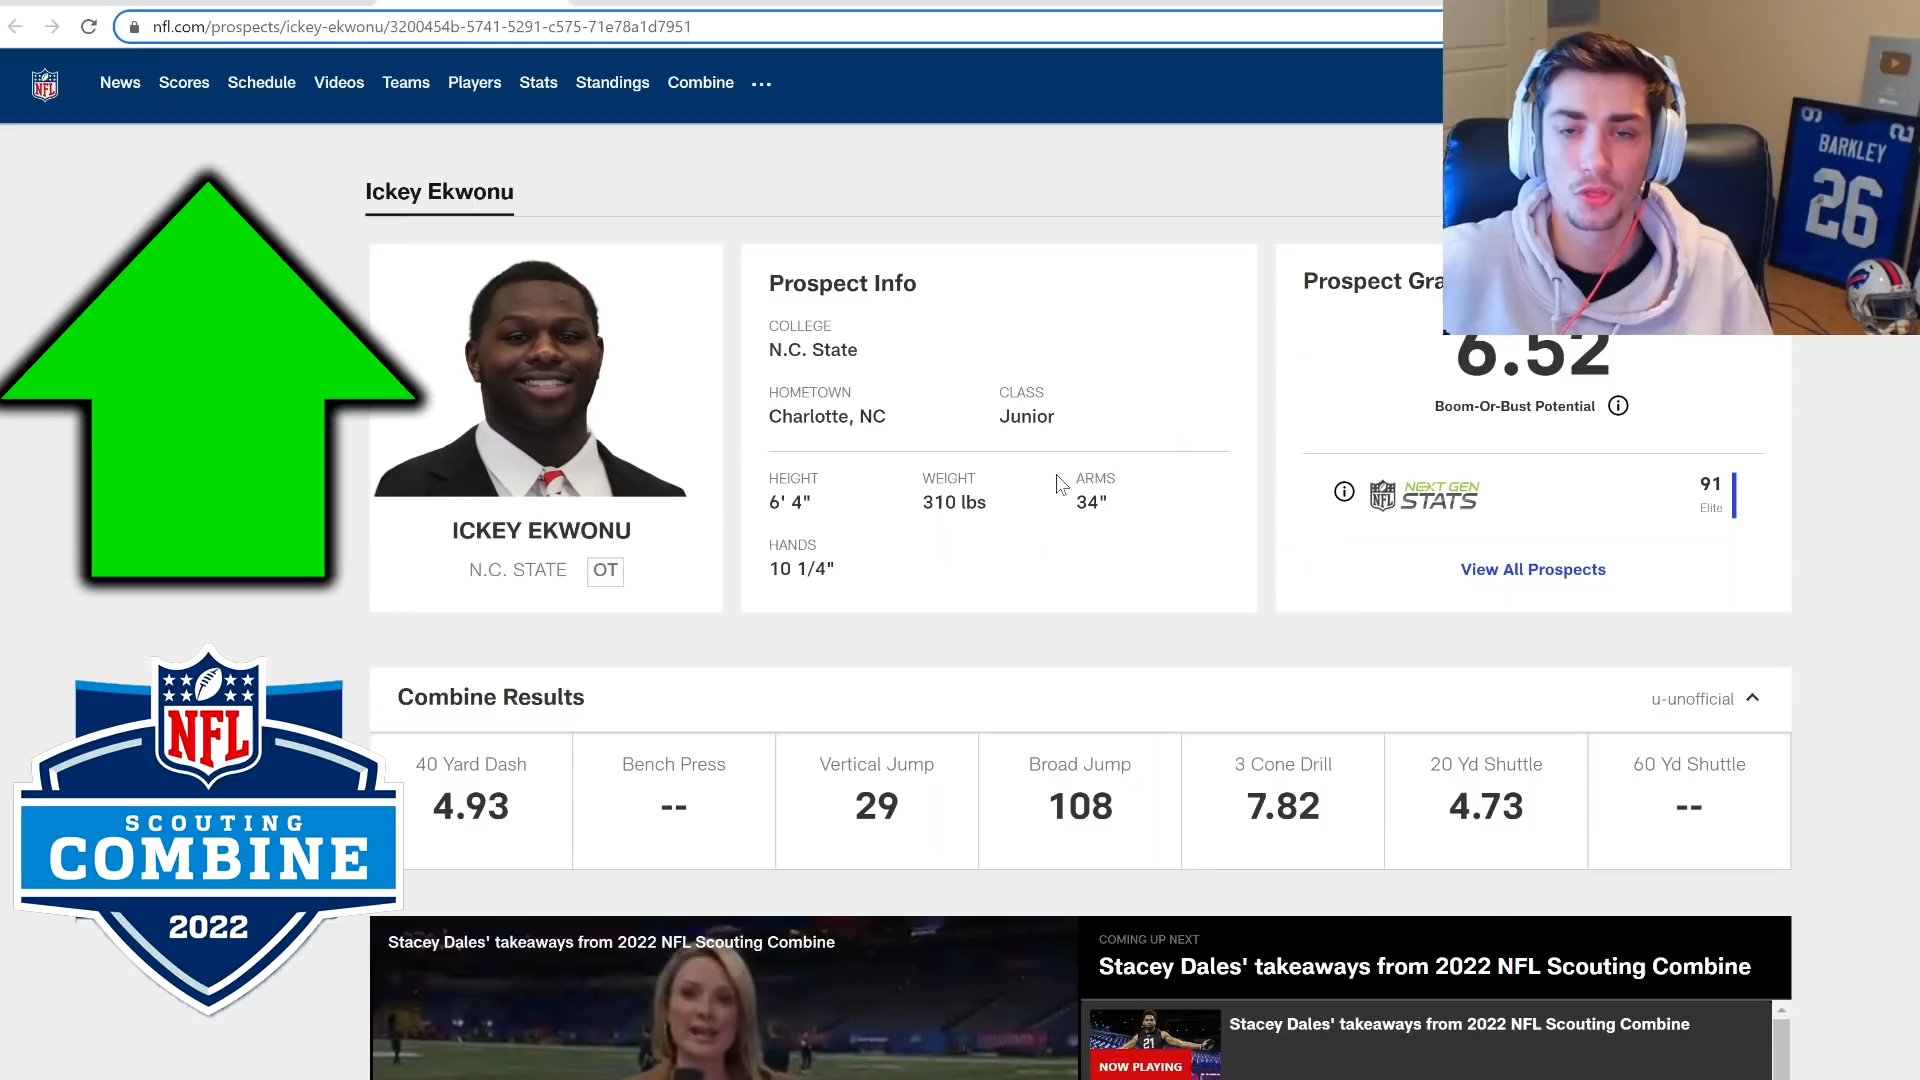 nfl.com/prospects/ickey-ekwonu/3200454b-5741-5291-c575-71e78a1d7951
NFL
News Scores Schedule Videos Teams Players Stats Standings Combine ...
BARKLEY
26
Ickey Ekwonu
ICKEY EKWONU
N.C. STATE OT
Prospect Info
COLLEGE
N.C. State
HOMETOWN CLASS
Charlotte, NC Junior
HEIGHT WEIGHT ARMS
6' 4" 310 lbs 34"
HANDS
10 1/4"
Prospect Gra
6.52
Boom-Or-Bust Potential
NFL NEXT GEN STATS
91
Elite
View All Prospects
NFL
SCOUTING
COMBINE
2022
Combine Results u-unofficial
40 Yard Dash Bench Press Vertical Jump Broad Jump 3 Cone Drill 20 Yd Shuttle 60 Yd Shuttle
4.93 -- 29 108 7.82 4.73 --
Stacey Dales' takeaways from 2022 NFL Scouting Combine
COMING UP NEXT
Stacey Dales' takeaways from 2022 NFL Scouting Combine
21
NOW PLAYING
Stacey Dales' takeaways from 2022 NFL Scouting Combine